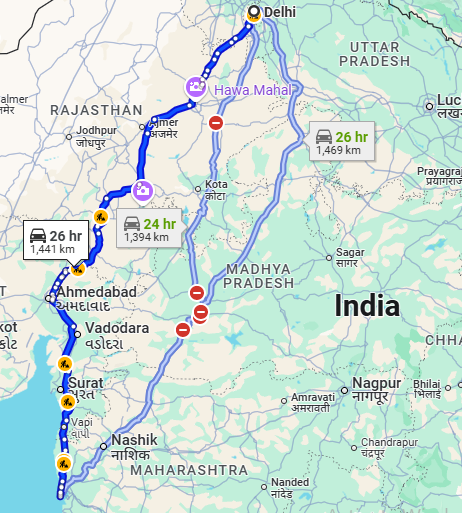 Delhi
UTTAR
PRADESH
Hawa Mahal
almer
ल्मेर
RAJASTHAN
Jodhpur
जोधपुर
Ajmer
अजमेर
Luc
लख
26 hr
1,469 km
Prayagraj
प्रयागराज
Kota
कोटा
24 hr
1,394 km
26 hr
1,441 km
Sagar
सागर
MADHYA
PRADESH
Ahmedabad
અમદાવાદ
India
kot
કોટ
Vadodara
વડોદરા
CHHA
Surat
સુરત
Nagpur
नागपूर
Bhilai
भिलाई
Amravati
अमरावती
Vapi
વાપી
Nashik
नाशिक
Chandrapur
चंद्रपूर
MAHARASHTRA
Nanded
नांदेड